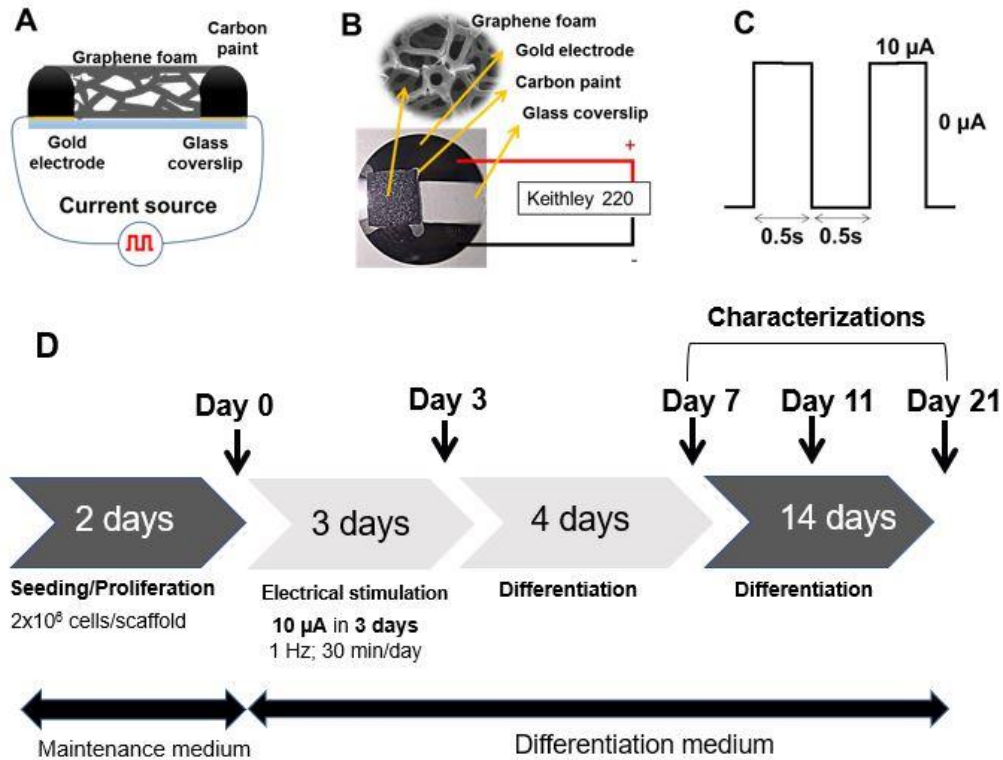 A
Carbon
paint
Graphene foam
Gold
electrode
Glass
coverslip
Current source
B
Graphene foam
Gold electrode
Carbon paint
Glass coverslip
+
Keithley 220
-
C
10 µA
0 µA
0.5s 0.5s
D
Characterizations
Day 0 Day 3 Day 7 Day 11 Day 21
2 days 3 days 4 days 14 days
Seeding/Proliferation
2x10⁶ cells/scaffold
Electrical stimulation
10 µA in 3 days
1 Hz; 30 min/day
Differentiation
Differentiation
Maintenance medium
Differentiation medium